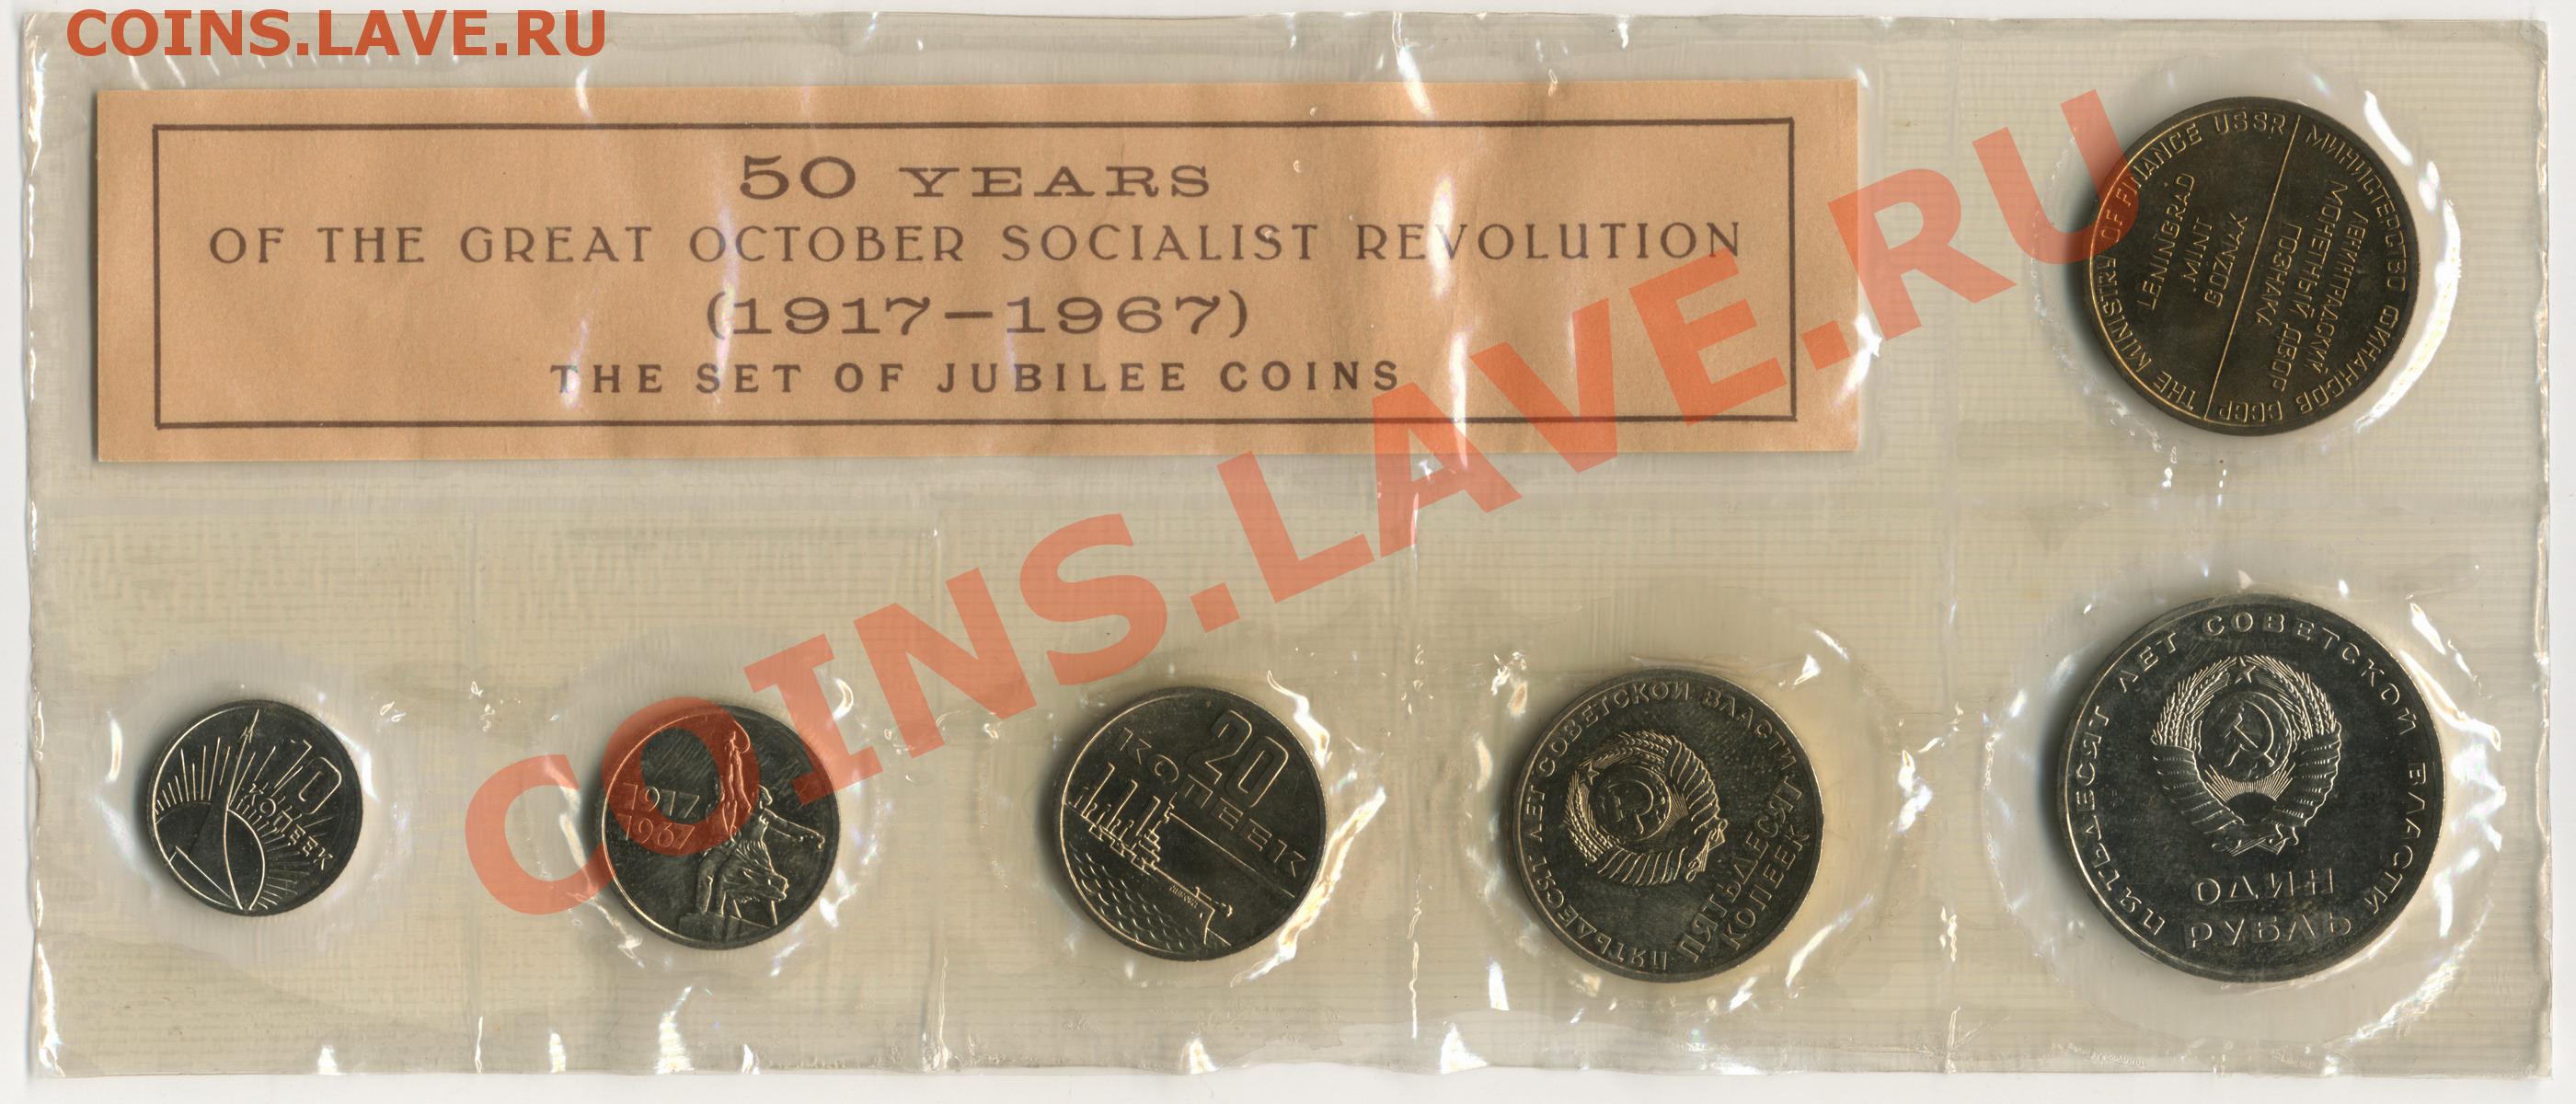 COINS.LAVE.RU
50 YEARS
OF THE GREAT OCTOBER SOCIALIST REVOLUTION
(1917—1967)
THE SET OF JUBILEE COINS
THE MINISTRY OF FINANCE USSR
LENINGRAD
MINT
GOZNAK
МИНИСТЕРСТВО ФИНАНСОВ СССР
ЛЕНИНГРАДСКИЙ
МОНЕТНЫЙ ДВОР
ГОЗНАКА
COINS.LAVE.RU
10
КОПЕЕК
1917
1967
20
КОПЕЕК
ПЯТЬДЕСЯТ ЛЕТ СОВЕТСКОЙ ВЛАСТИ
ПЯТЬДЕСЯТ
КОПЕЕК
ПЯТЬДЕСЯТ ЛЕТ СОВЕТСКОЙ ВЛАСТИ
ОДИН
РУБЛЬ